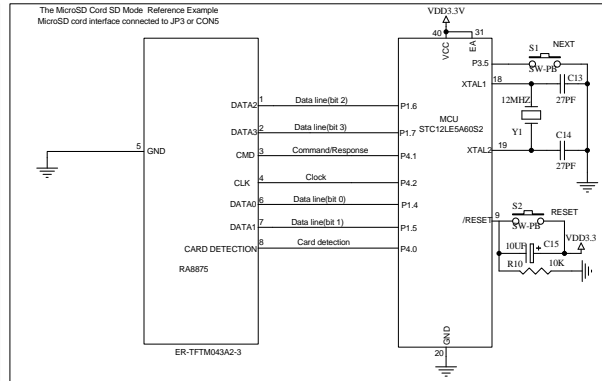 The MicroSD Cord SD Mode Reference Example
MicroSD cord interface connected to JP3 or CON5
VDD3.3V
40
31
VCC
EA
S1
NEXT
P3.5
SW-PB
XTAL1
18
C13
27PF
12MHZ
Y1
MCU
STC12LE5A60S2
XTAL2
19
C14
27PF
DATA2
1
Data line(bit 2)
P1.6
DATA3
2
Data line(bit 3)
P1.7
5
GND
CMD
3
Command/Response
P4.1
CLK
4
Clock
P4.2
DATA0
6
Data line(bit 0)
P1.4
DATA1
7
Data line(bit 1)
P1.5
CARD DETECTION
8
Card detection
P4.0
RA8875
S2
RESET
/RESET
9
SW-PB
10UF
+
C15
VDD3.3
R10
10K
GND
20
ER-TFTM043A2-3